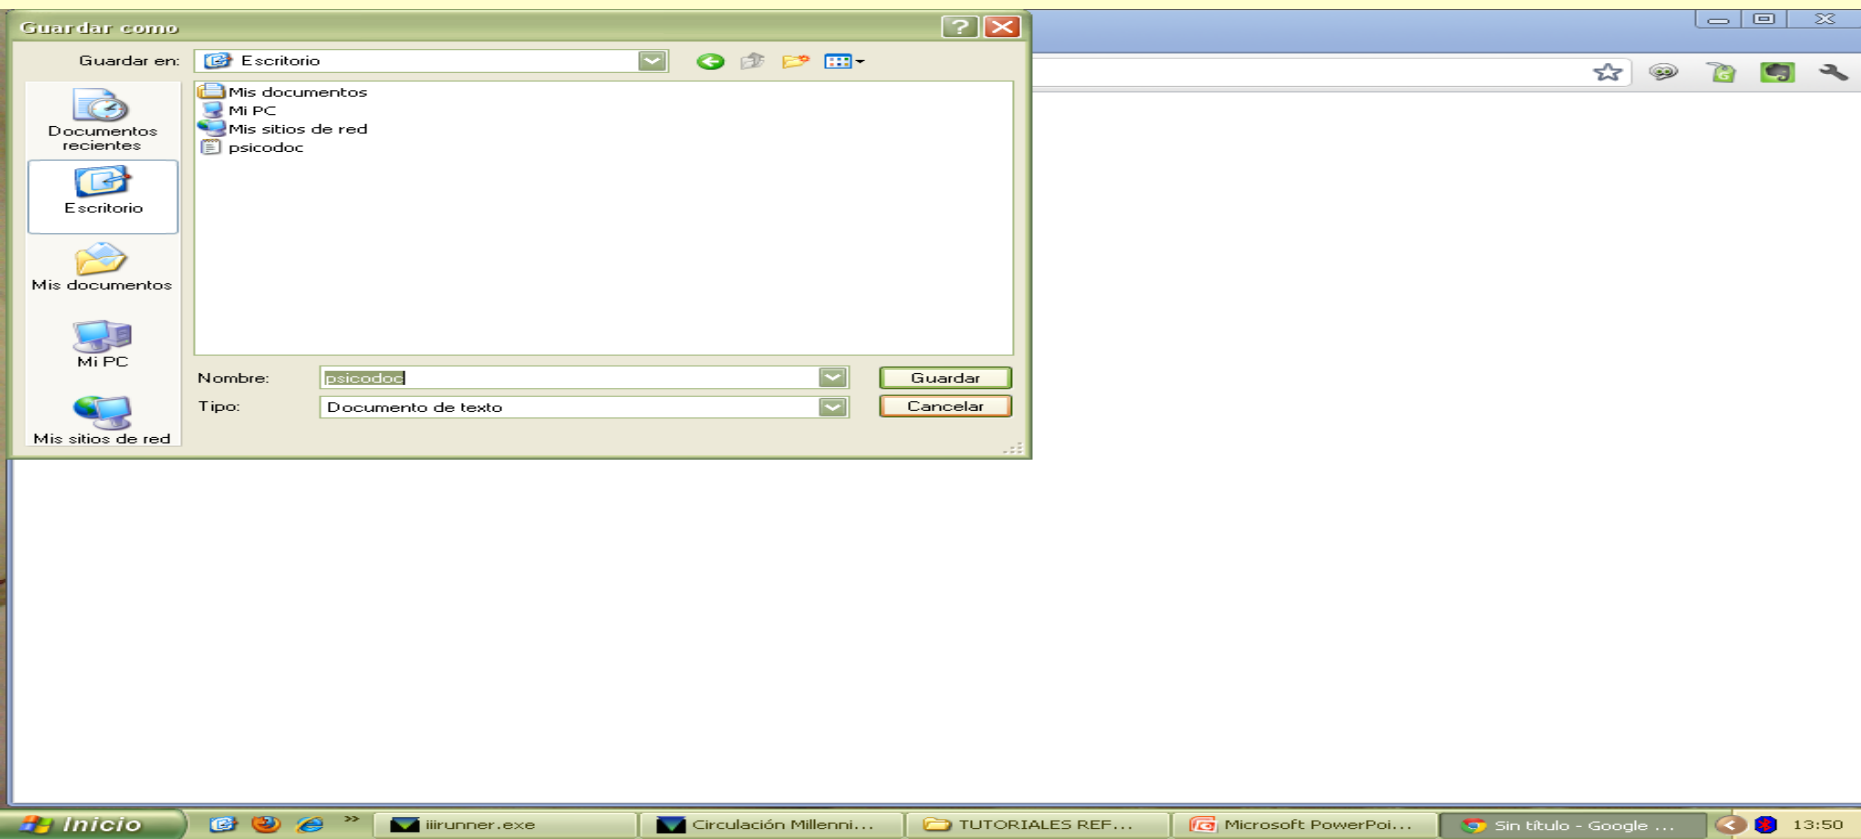 Guardar como
Guardar en:
Escritorio
Documentos
recientes
Escritorio
Mis documentos
Mi PC
Mis sitios de red
Mis documentos
Mi PC
Mis sitios de red
psicodoc
Nombre:
psicodoc
Guardar
Tipo:
Documento de texto
Cancelar
Inicio
iiirunner.exe
Circulación Millenni...
TUTORIALES REF...
Microsoft PowerPoi...
Sin título - Google ...
13:50